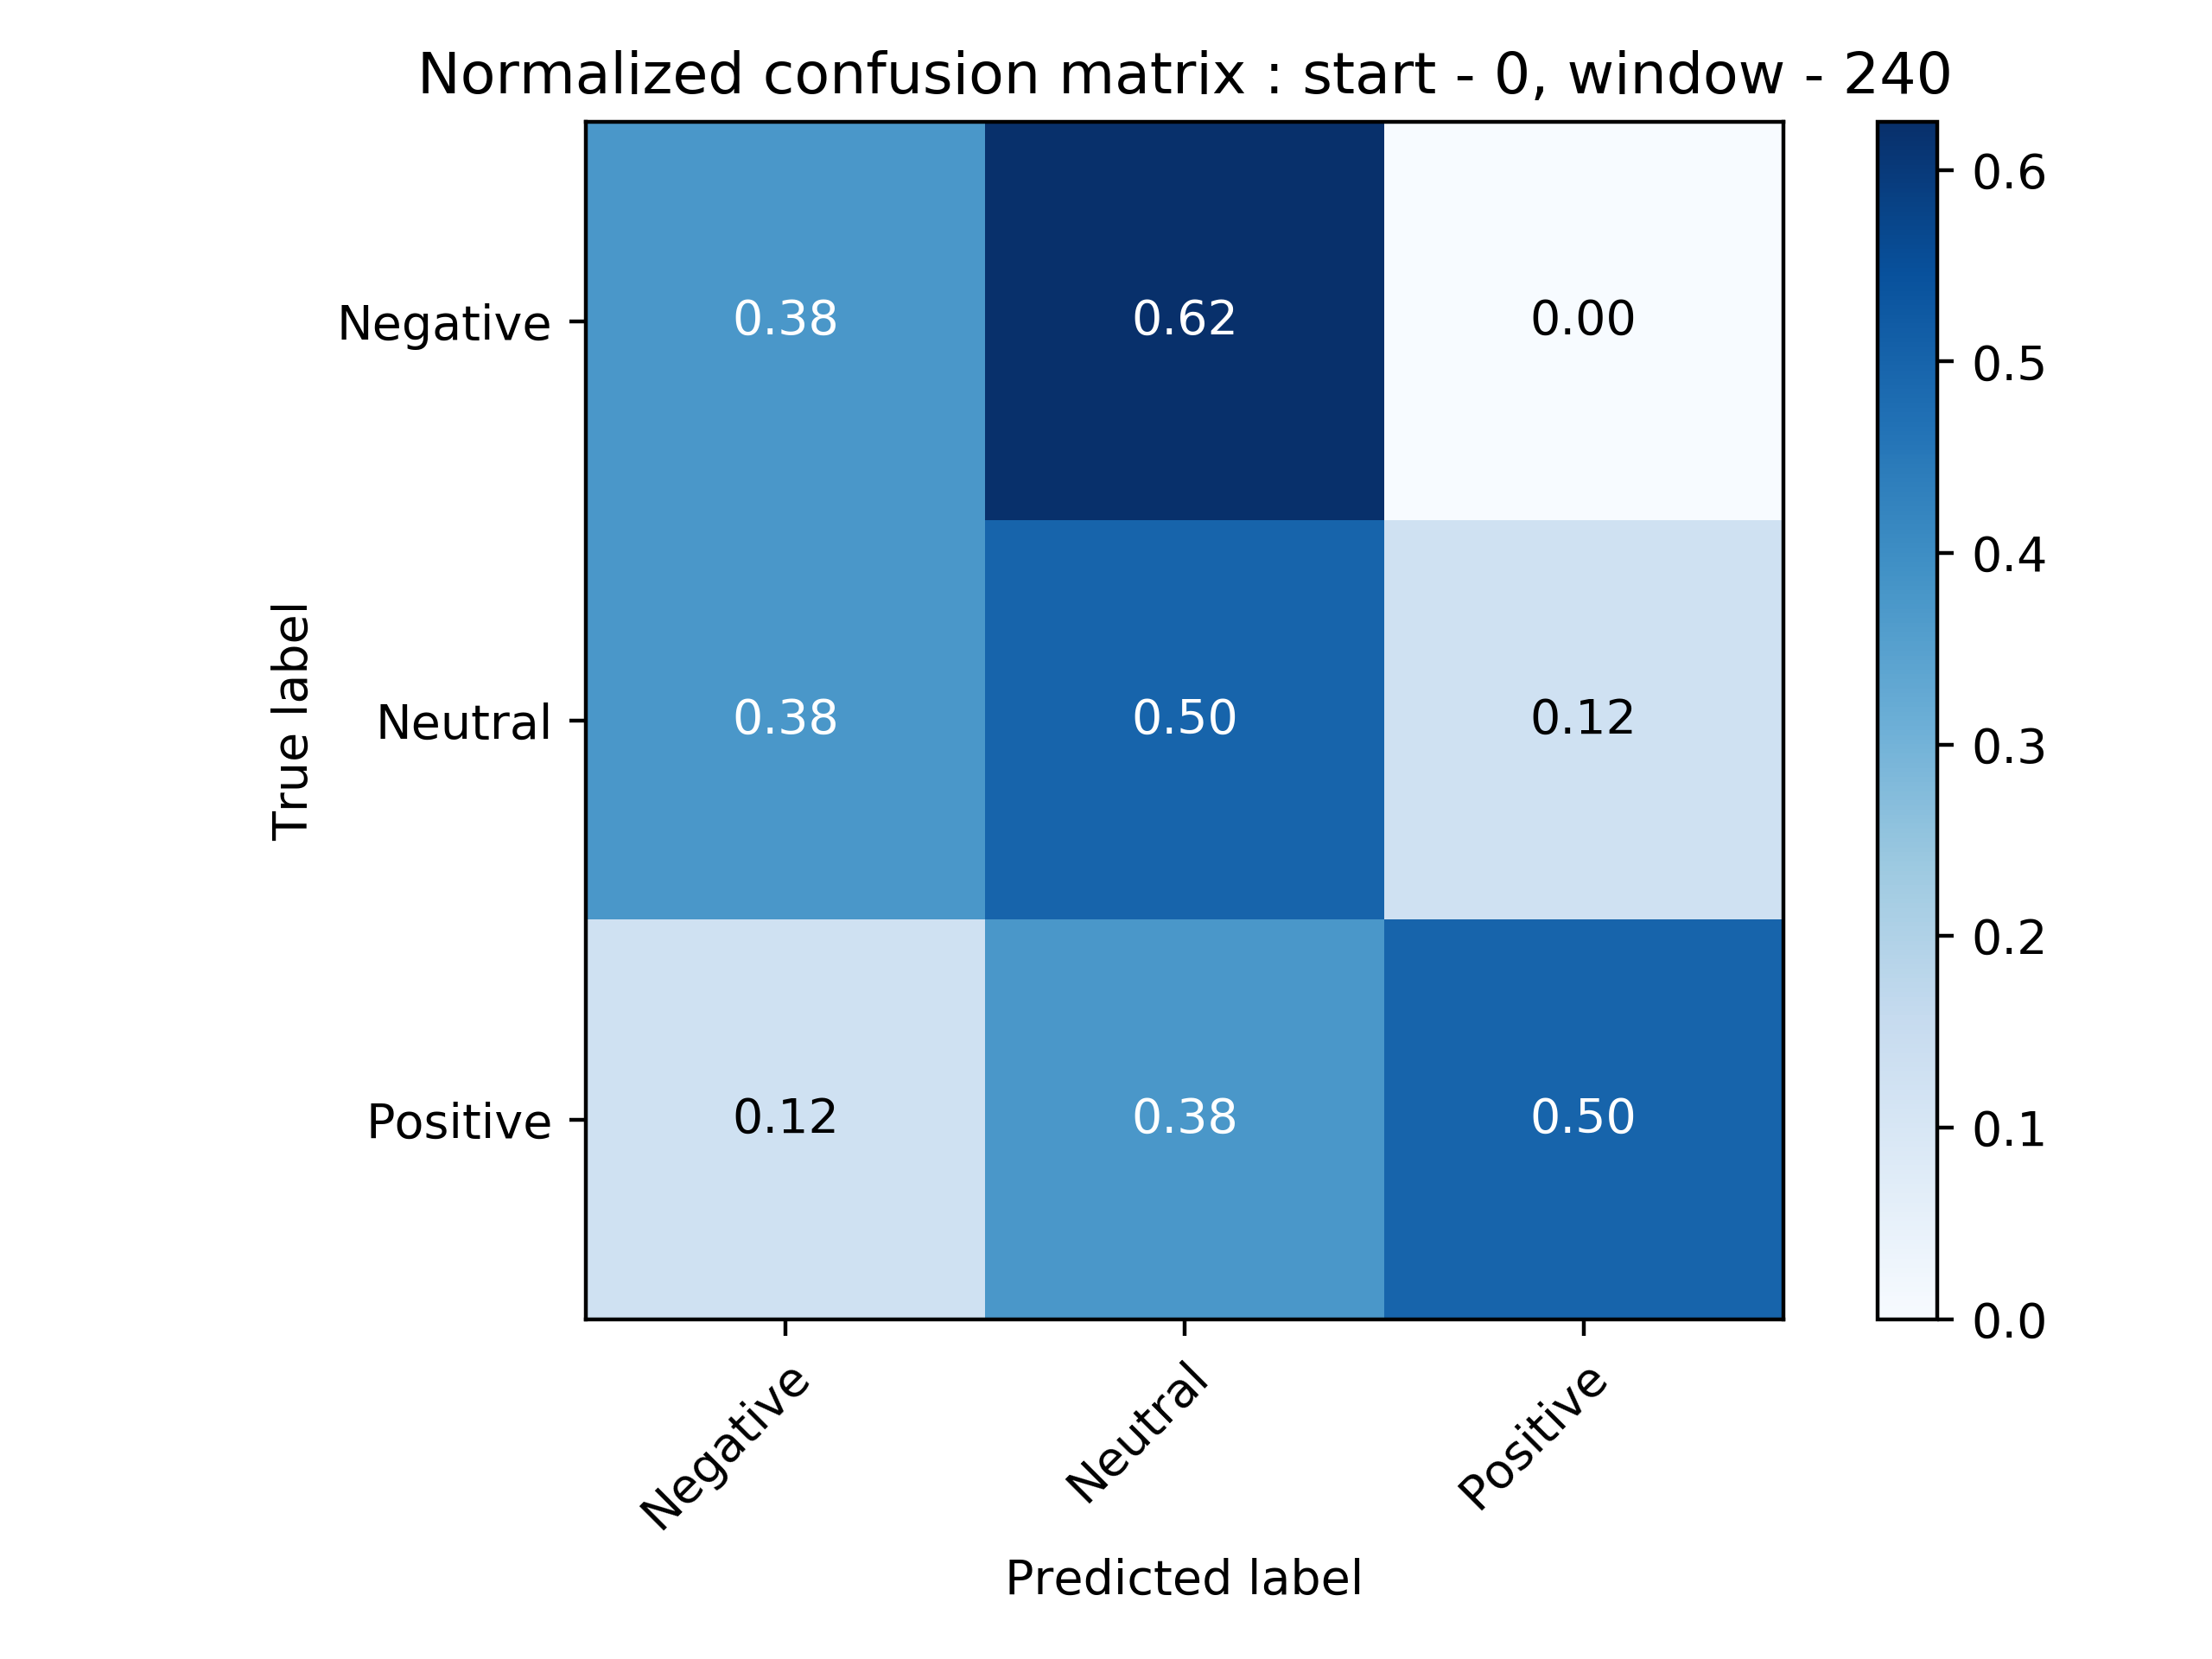 Normalized confusion matrix : start - 0, window - 240
True label
Negative 0.38 0.62 0.00
Neutral 0.38 0.50 0.12
Positive 0.12 0.38 0.50
Negative Neutral Positive
Predicted label
0.6
0.5
0.4
0.3
0.2
0.1
0.0